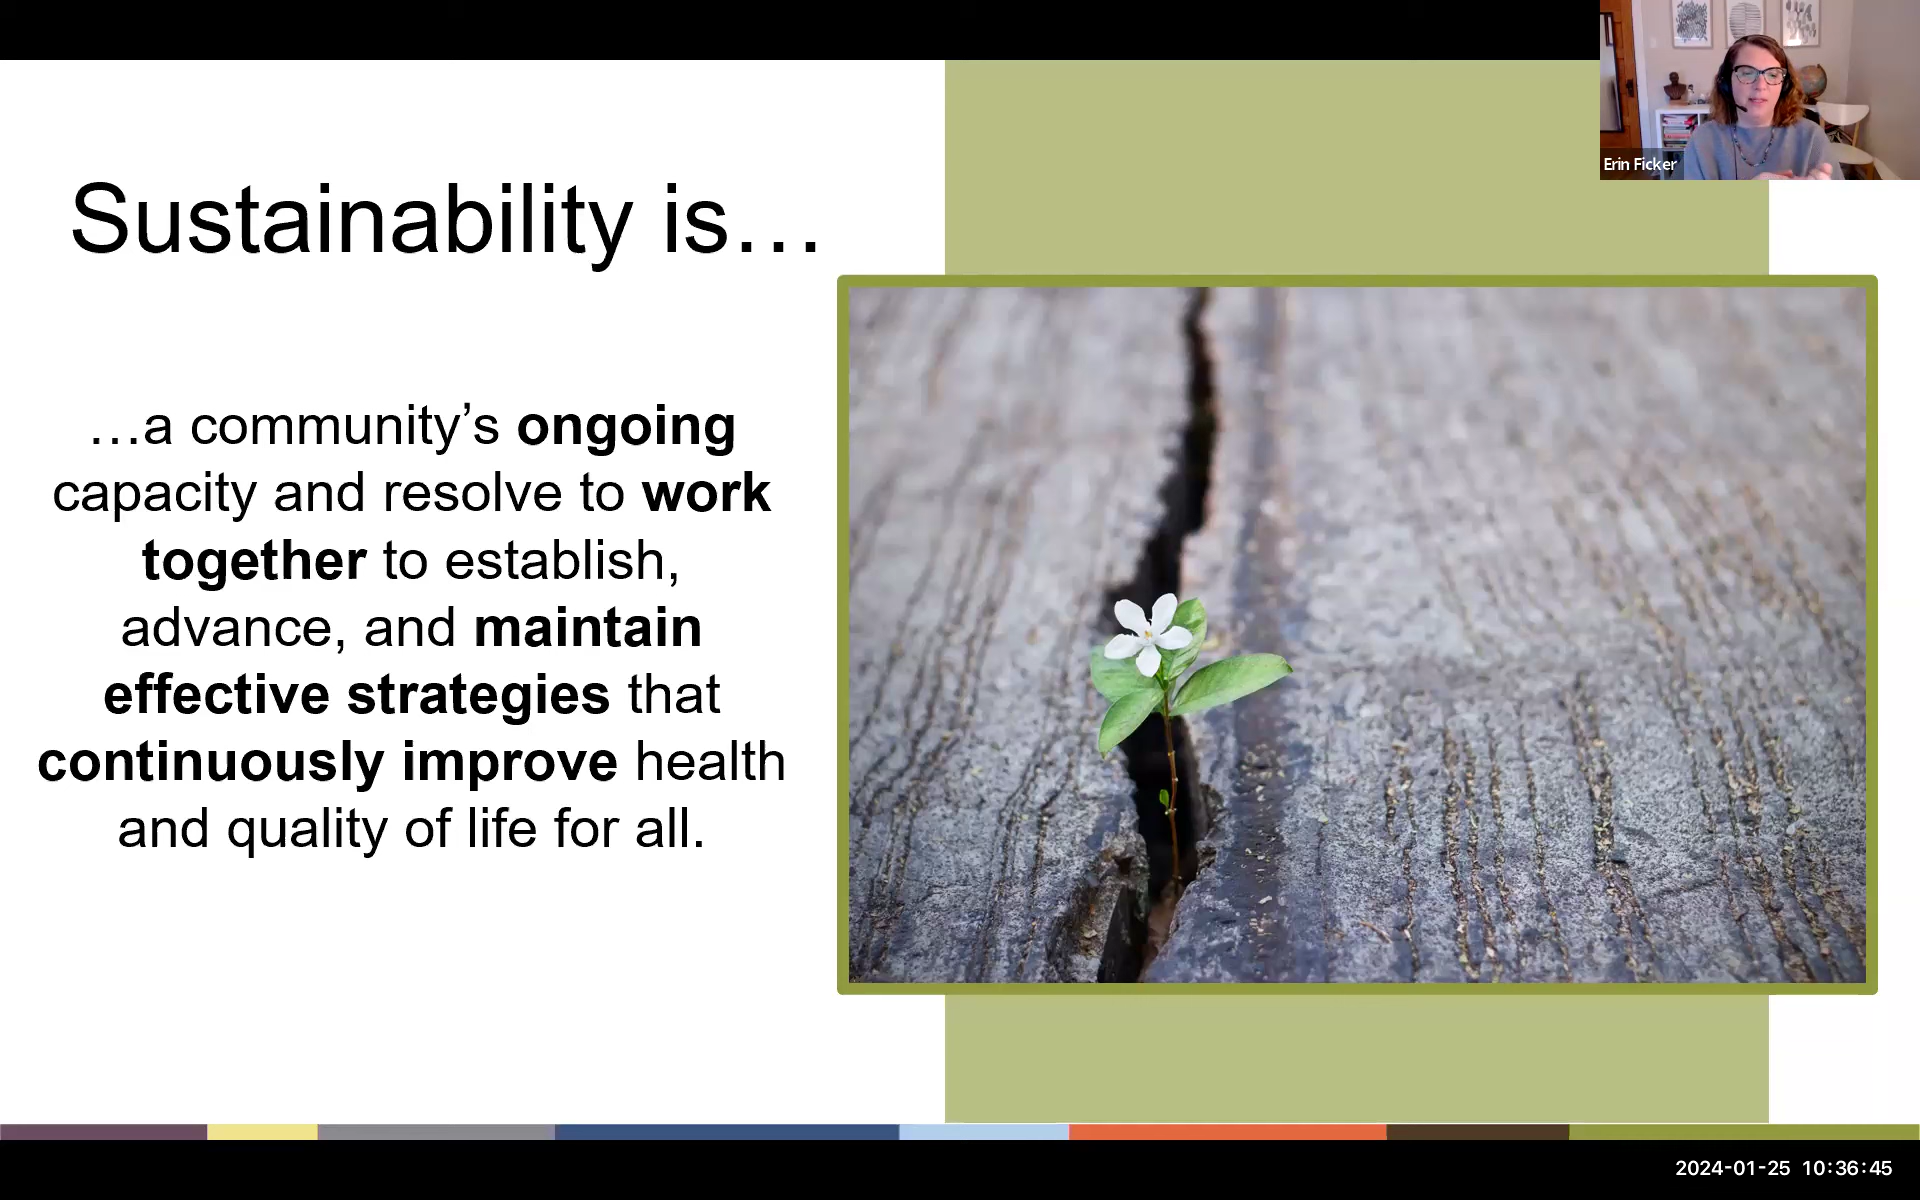 Erin Ficker
Sustainability is…
…a community’s ongoing
capacity and resolve to work
together to establish,
advance, and maintain
effective strategies that
continuously improve health
and quality of life for all.
2024-01-25 10:36:45